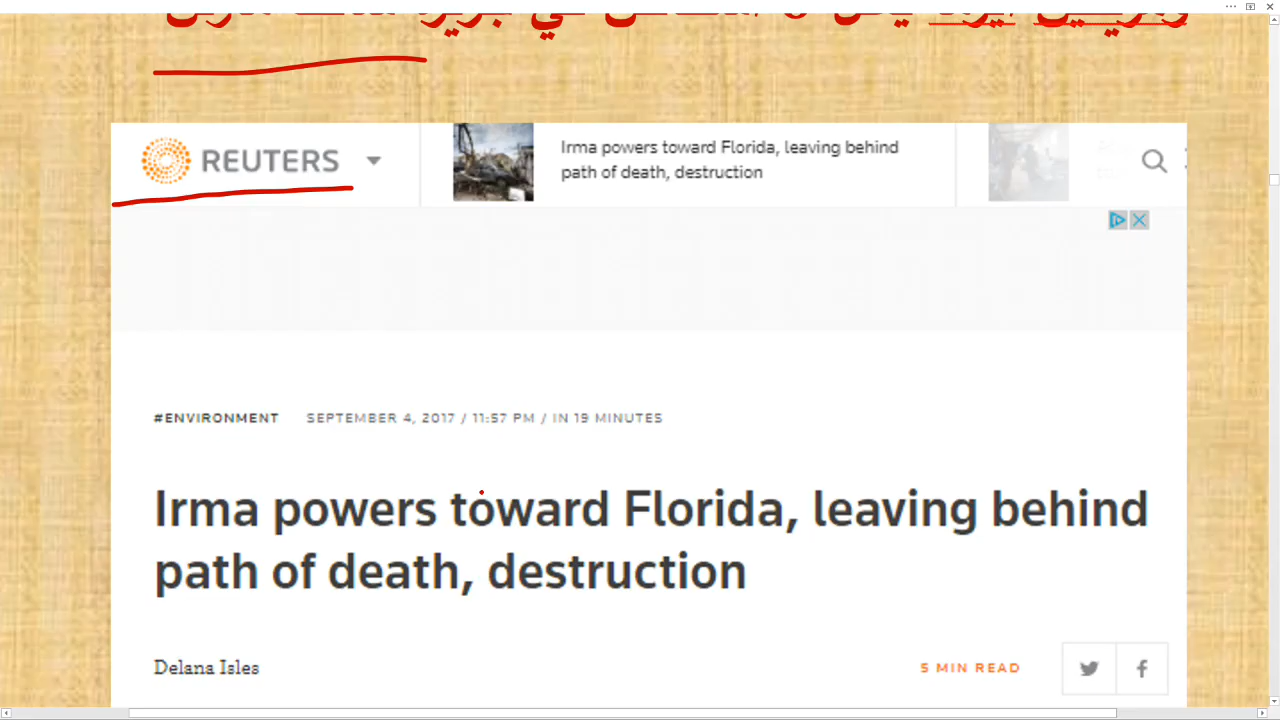 REUTERS
Irma powers toward Florida, leaving behind
path of death, destruction
#ENVIRONMENT SEPTEMBER 4, 2017 / 11:57 PM / IN 19 MINUTES
Irma powers toward Florida, leaving behind
path of death, destruction
Delana Isles
5 MIN READ